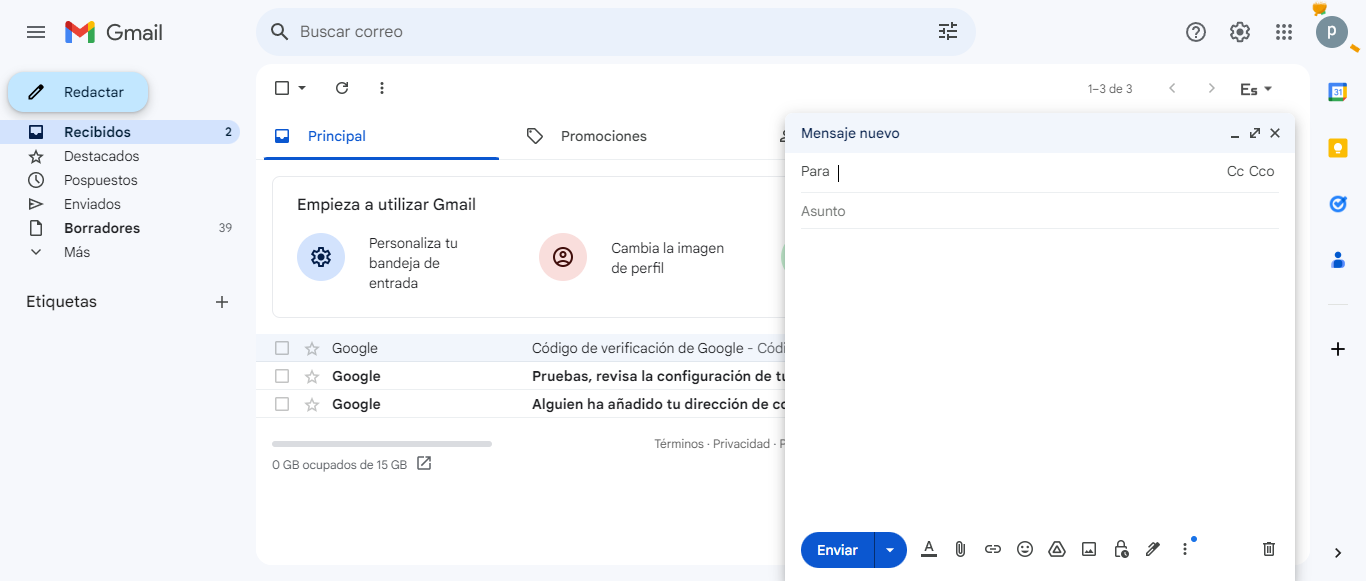 Gmail
Buscar correo
P
Redactar
1–3 de 3
Es
31
Recibidos 2
Destacados
Pospuestos
Enviados
Borradores 39
Más
Etiquetas
Principal
Promociones
Empieza a utilizar Gmail
Personaliza tu
bandeja de
entrada
Cambia la imagen
de perfil
Google Código de verificación de Google - Códi
Google Pruebas, revisa la configuración de tu
Google Alguien ha añadido tu dirección de co
Términos · Privacidad · P
0 GB ocupados de 15 GB
Mensaje nuevo
Para Cc Cco
Asunto
Enviar